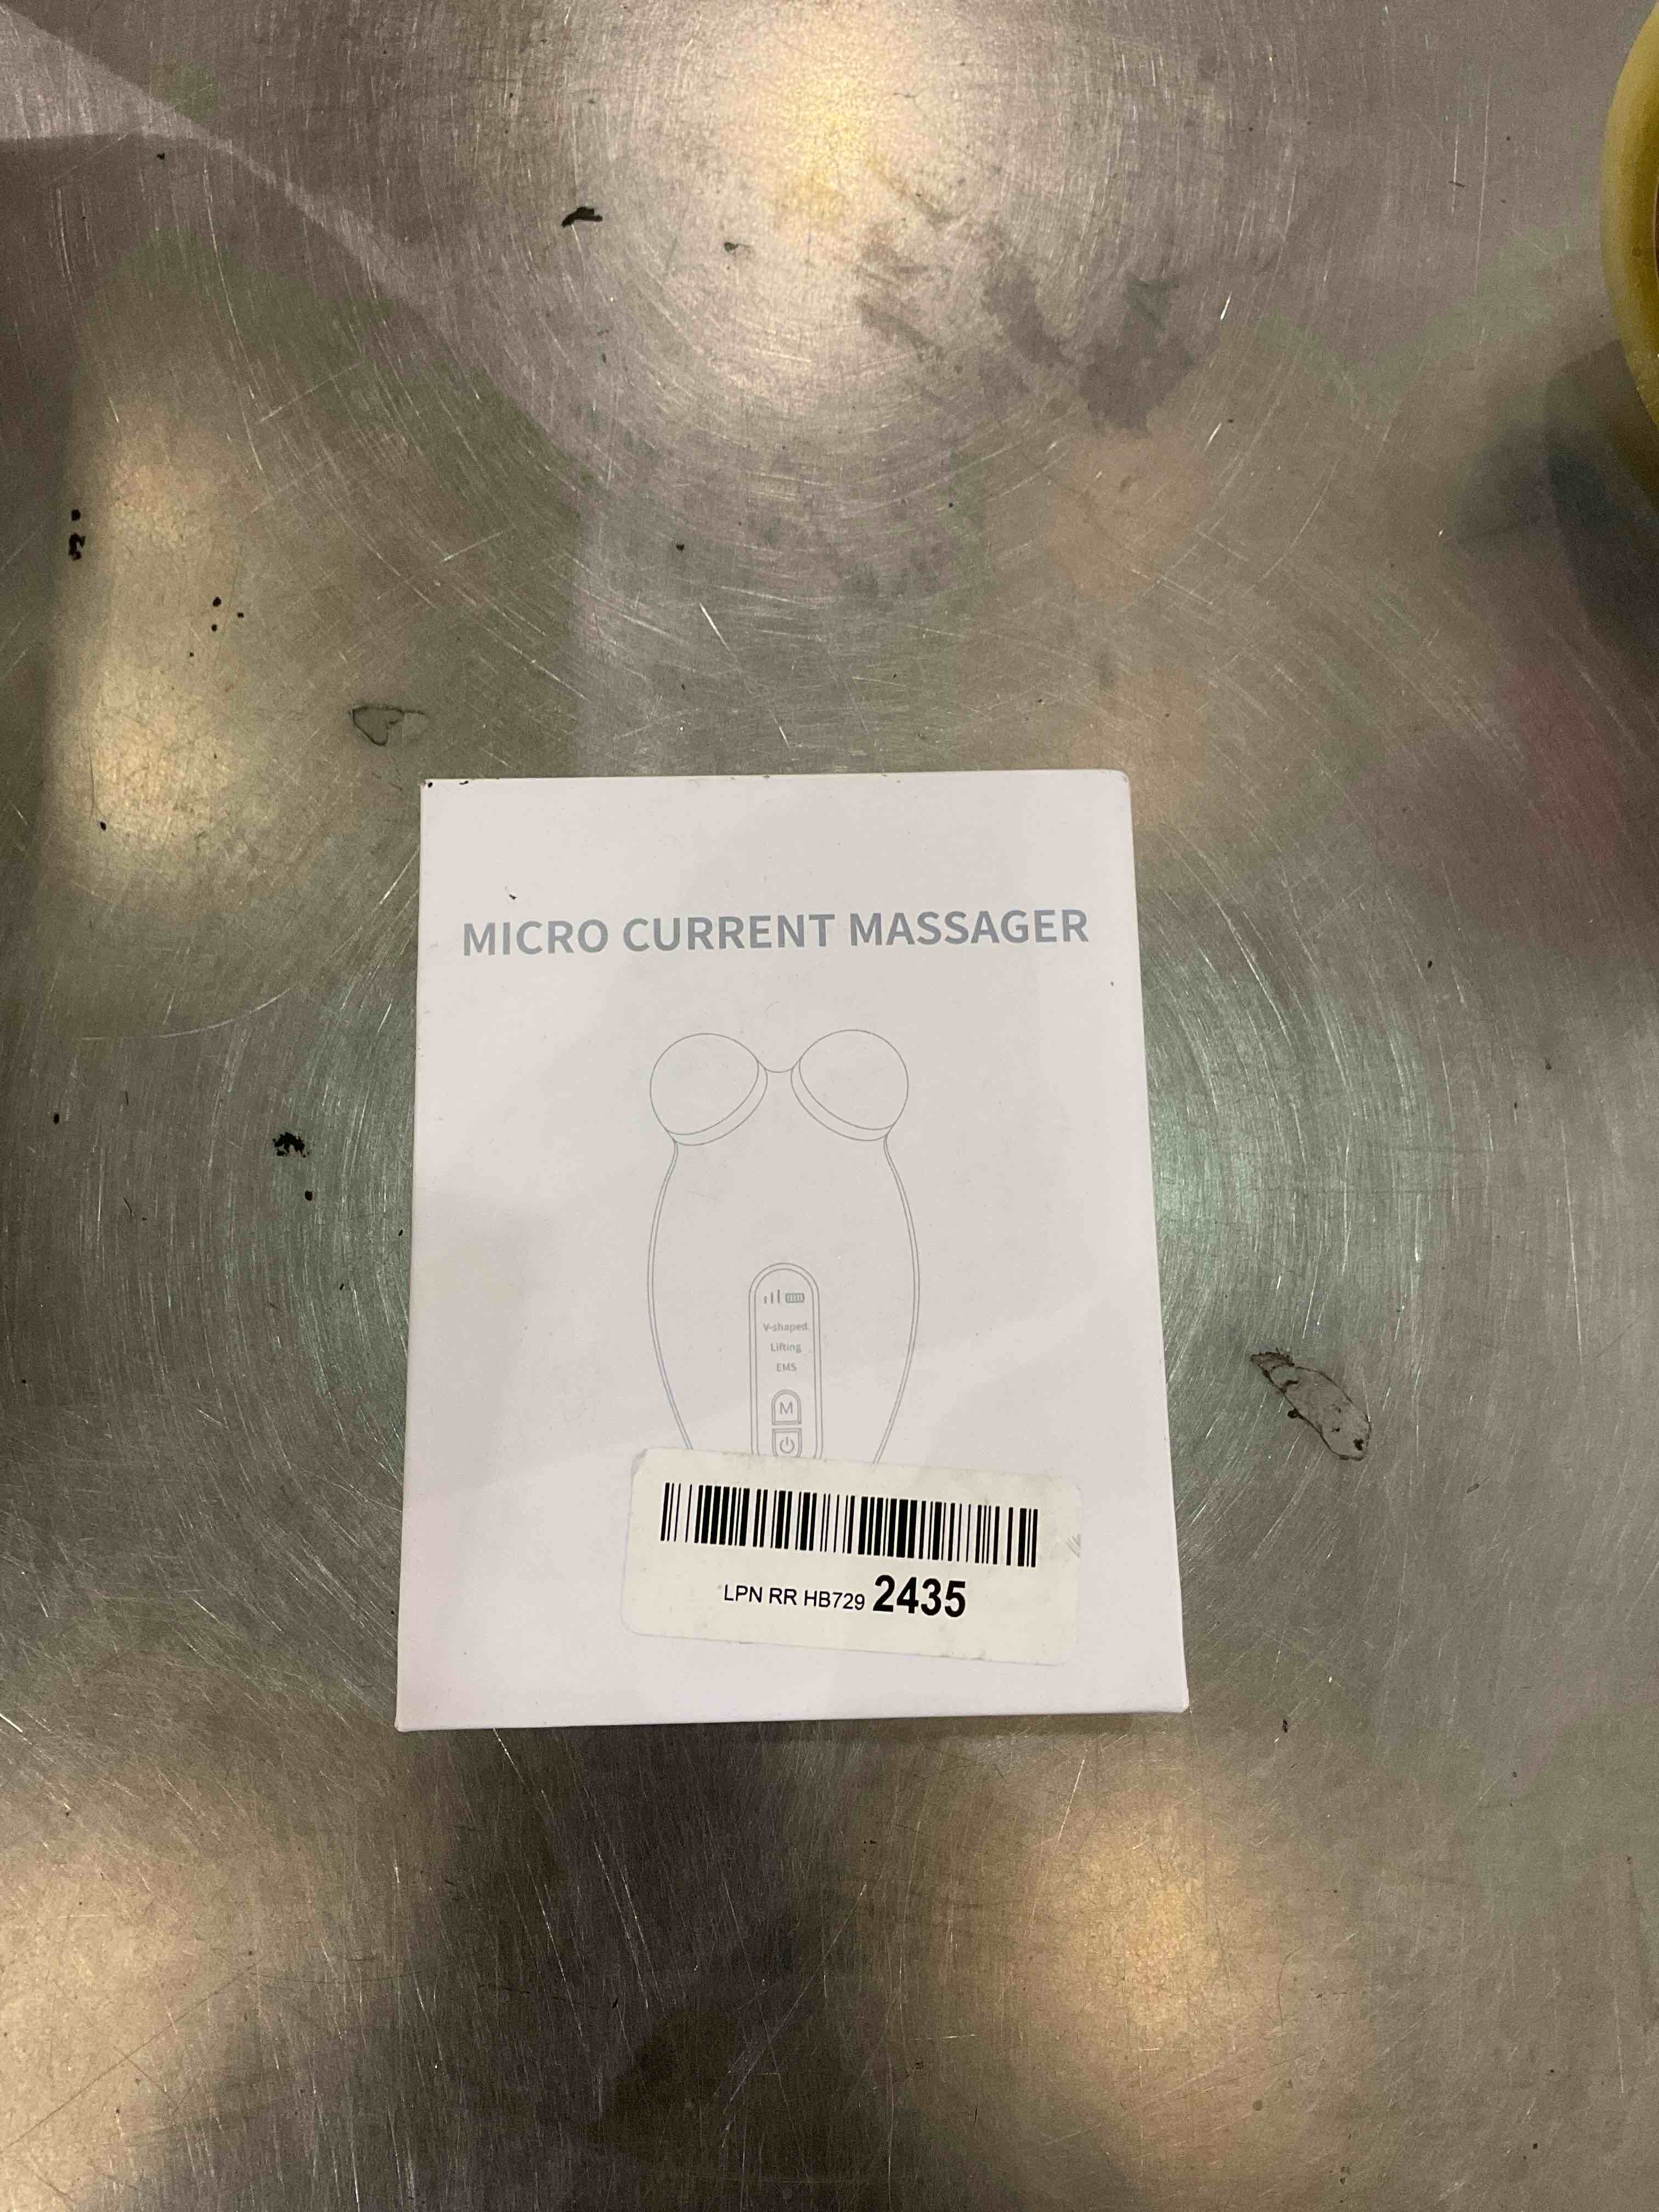 MICRO CURRENT MASSAGER
V-shaped
Lifting
EMS
M
LPN RR HB729 2435